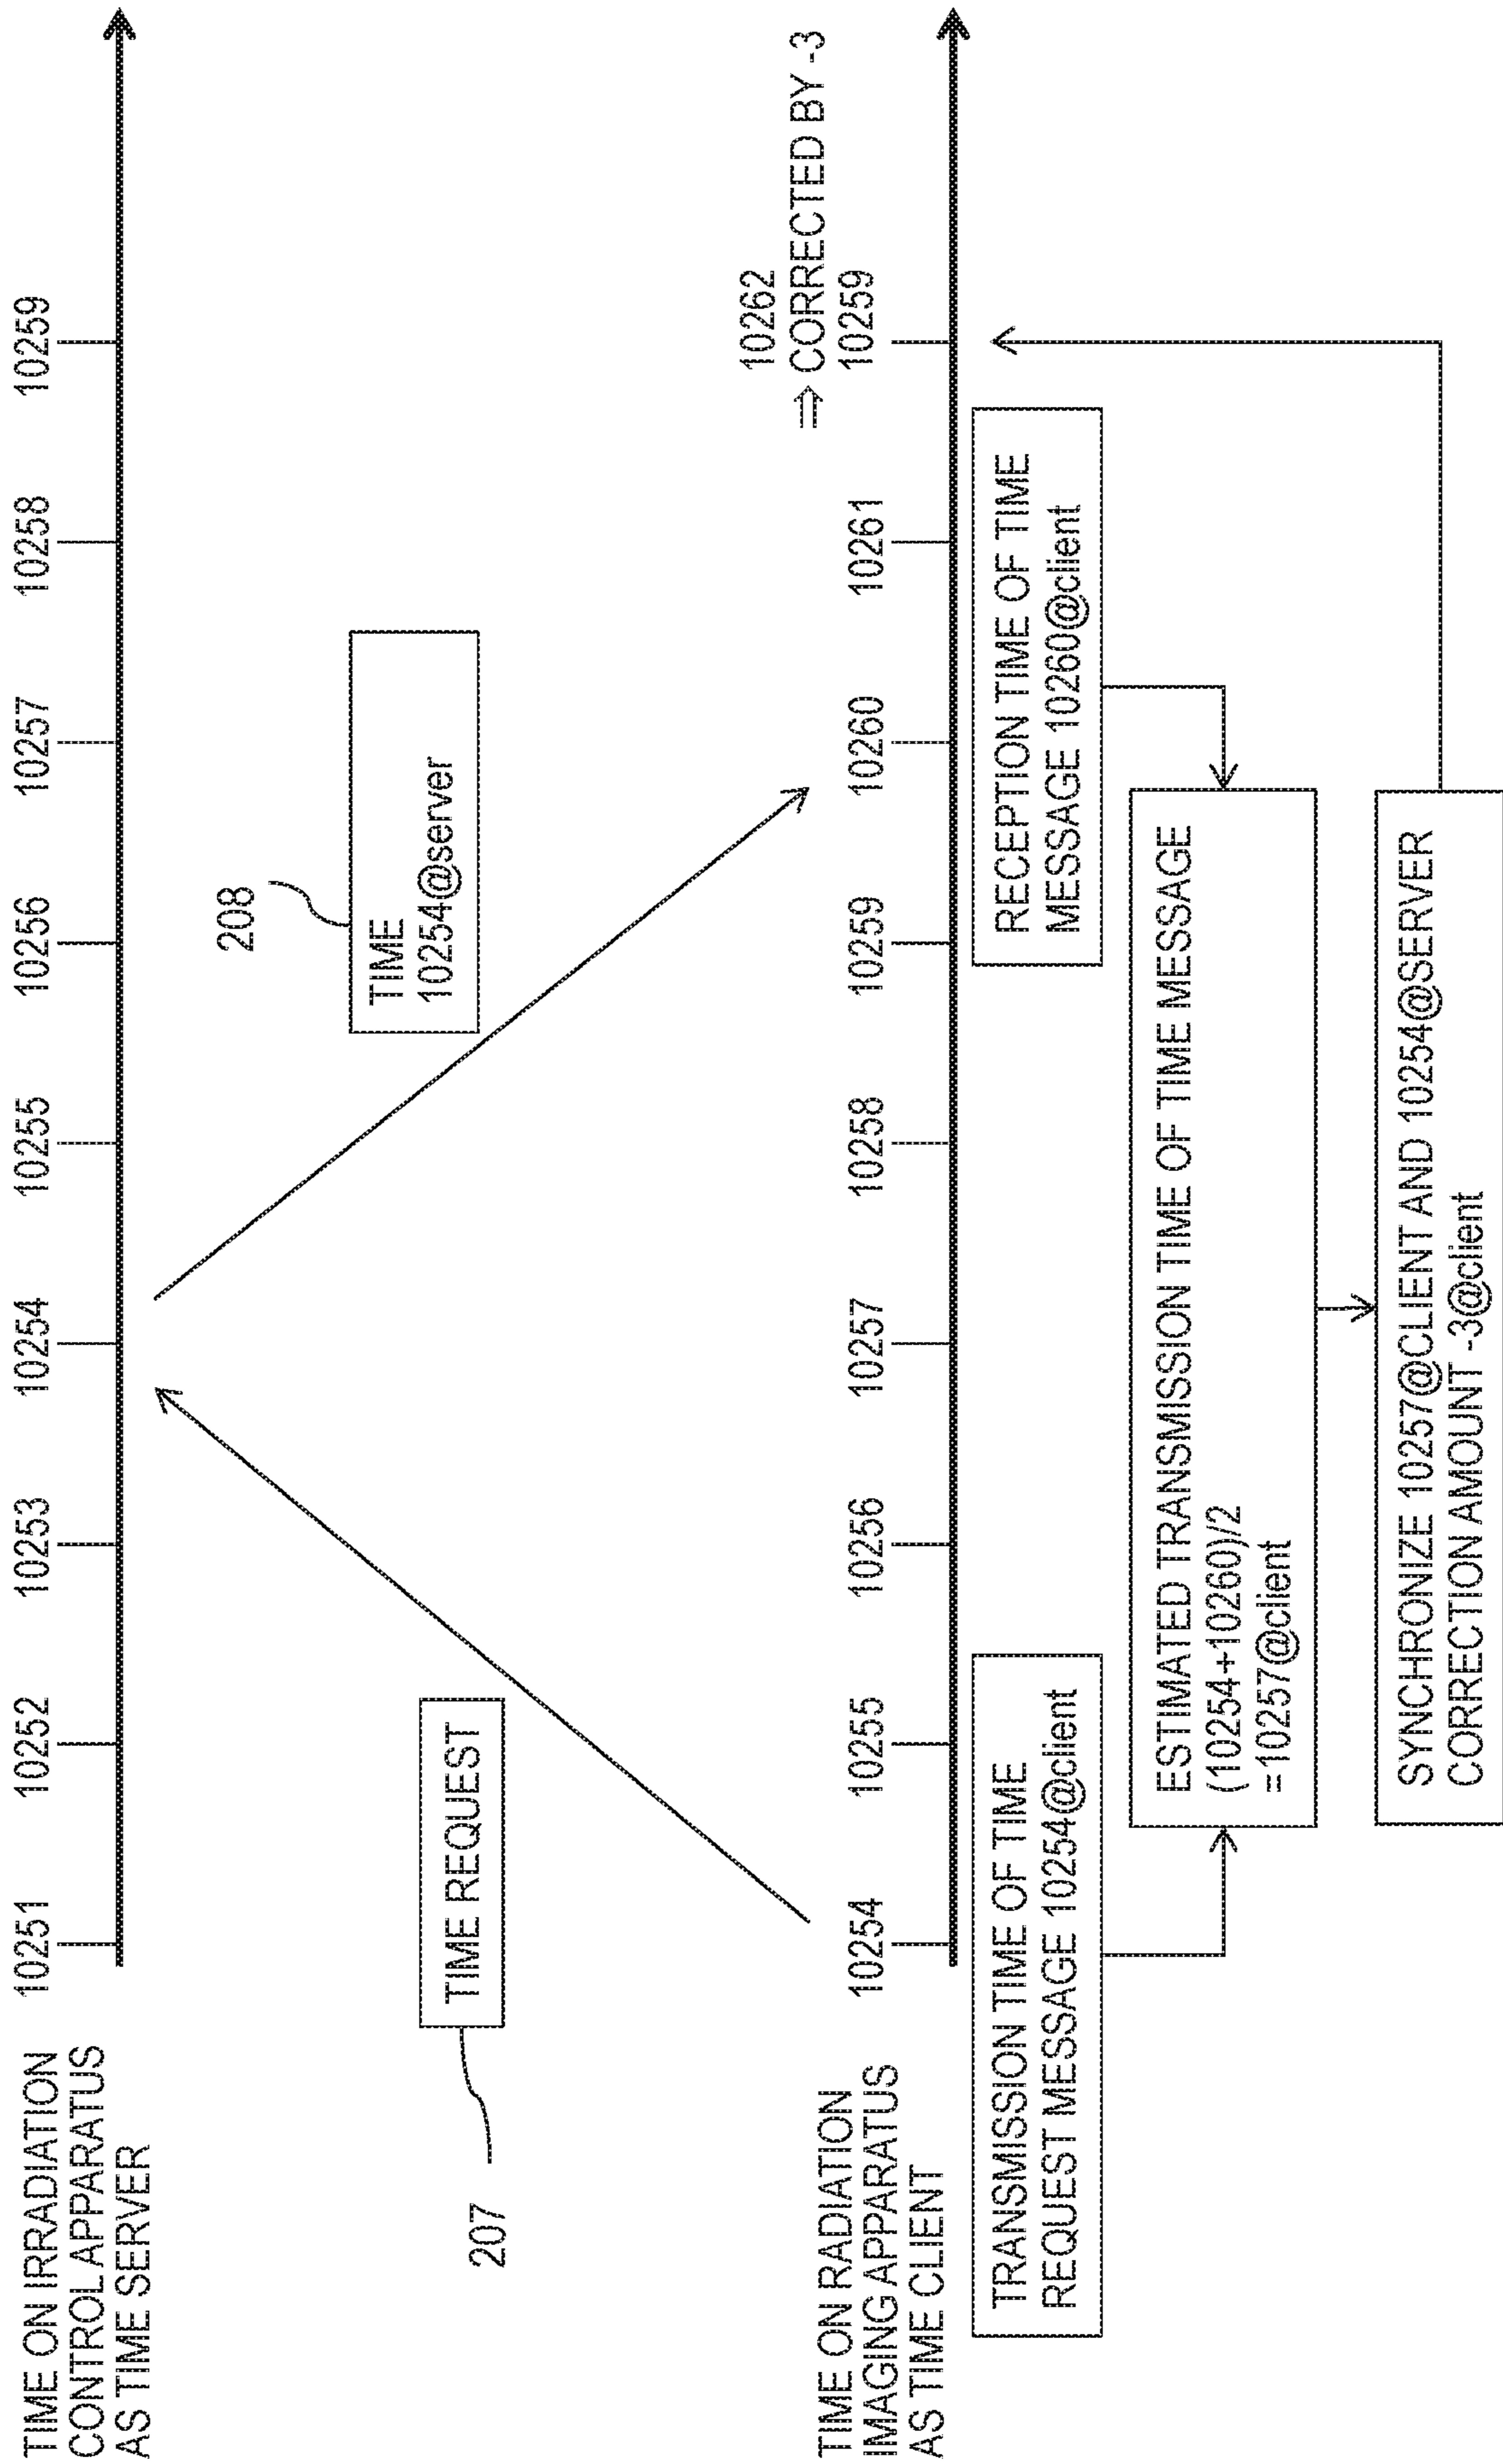 TIME ON IRRADIATION
CONTROL APPARATUS
AS TIME SERVER
10251
10252
10253
10254
10255
10256
10257
10258
10259
207
TIME REQUEST
208
TIME
10254@server
TIME ON RADIATION
IMAGING APPARATUS
AS TIME CLIENT
10254
10255
10256
10257
10258
10259
10260
10261
10262
⇒ CORRECTED BY -3
10259
TRANSMISSION TIME OF TIME
REQUEST MESSAGE 10254@client
RECEPTION TIME OF TIME
MESSAGE 10260@client
ESTIMATED TRANSMISSION TIME OF TIME MESSAGE
(10254+10260)/2
=10257@client
SYNCHRONIZE 10257@CLIENT AND 10254@SERVER
CORRECTION AMOUNT -3@client